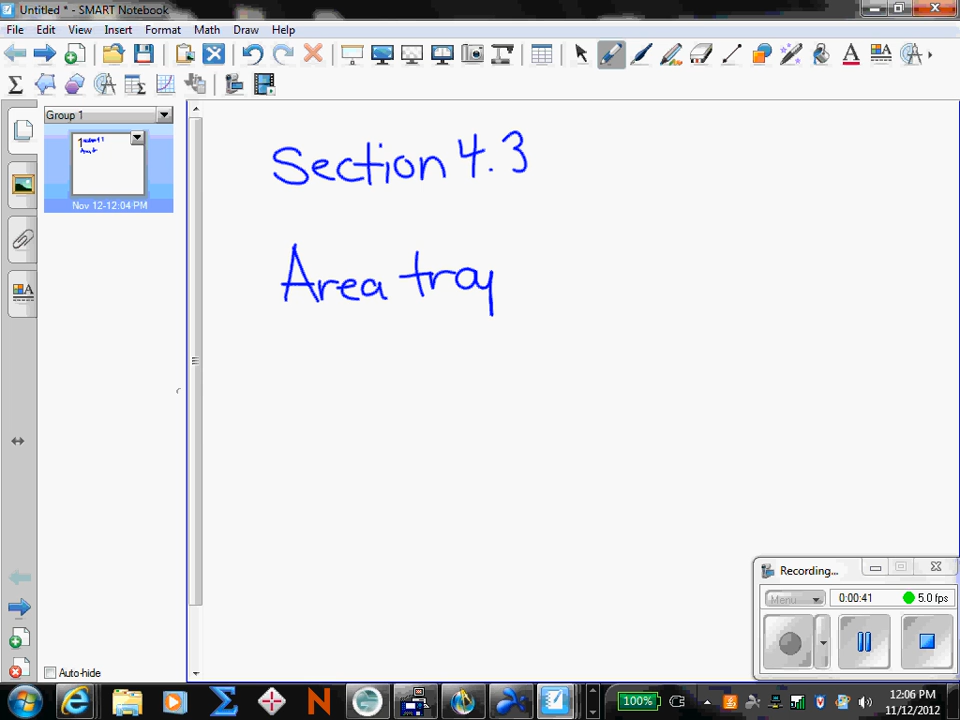 Untitled * - SMART Notebook
File Edit View Insert Format Math Draw Help
Group 1
Nov 12-12:04 PM
Section 4.3
Area tray
Recording...
Menu 0:00:41 5.0 fps
Auto-hide
100% 12:06 PM
11/12/2012